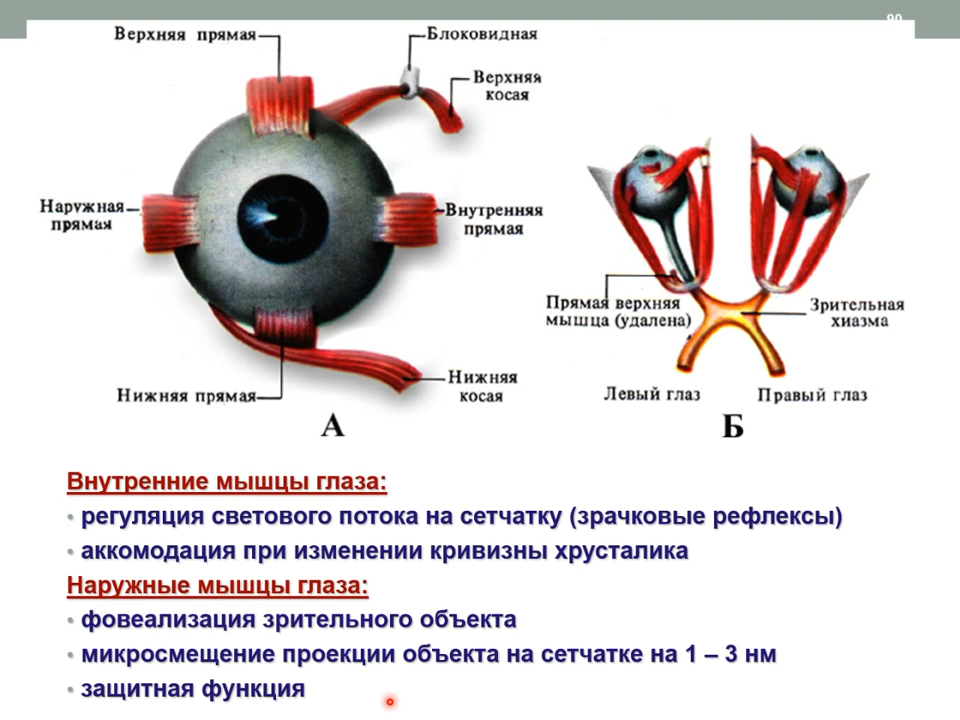 90
Верхняя прямая
Блоковидная
Верхняя
косая
Наружная
прямая
Внутренняя
прямая
Прямая верхняя
мышца (удалена)
Зрительная
хиазма
Нижняя прямая
Нижняя
косая
Левый глаз
Правый глаз
А
Б
Внутренние мышцы глаза:
• регуляция светового потока на сетчатку (зрачковые рефлексы)
• аккомодация при изменении кривизны хрусталика
Наружные мышцы глаза:
• фовеализация зрительного объекта
• микросмещение проекции объекта на сетчатке на 1 – 3 нм
• защитная функция